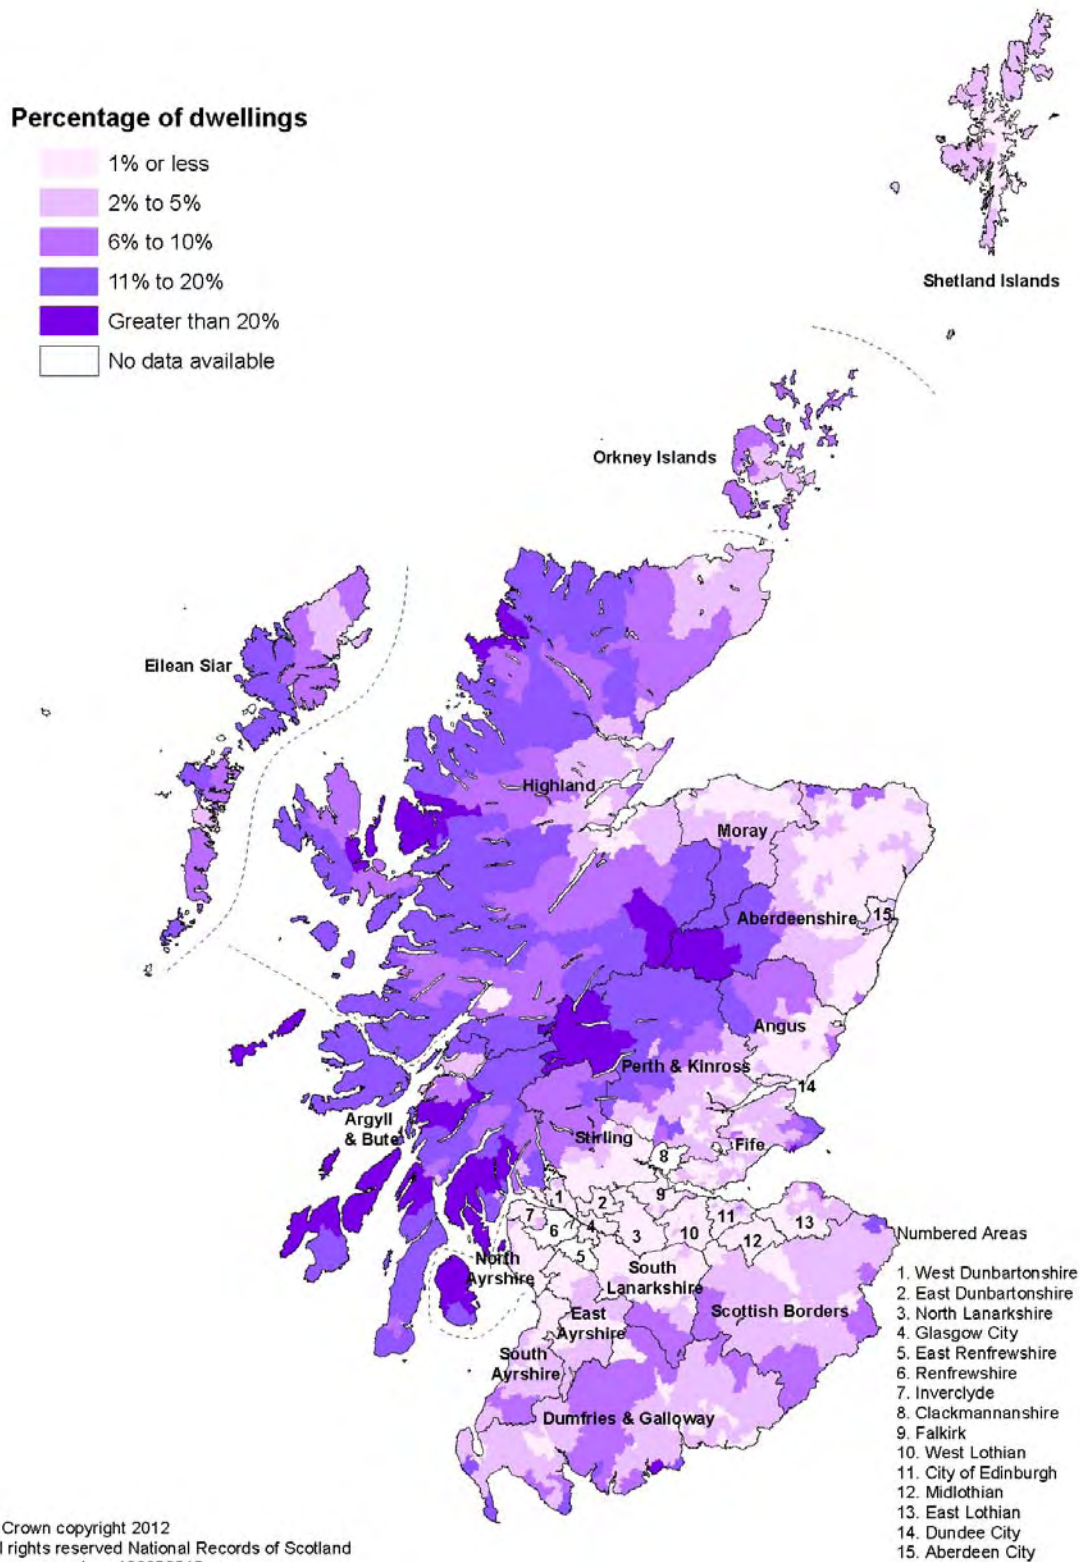 Percentage of dwellings
1% or less
2% to 5%
6% to 10%
11% to 20%
Greater than 20%
No data available
Shetland Islands
Orkney Islands
Eilean Siar
Highland
Moray
Aberdeenshire
15
Angus
Perth & Kinross
14
Argyll
& Bute
Stirling
Fife
8
1
2
9
7
6
4
3
10
11
13
12
5
North
Ayrshire
South
Lanarkshire
East
Ayrshire
Scottish Borders
South
Ayrshire
Dumfries & Galloway
Numbered Areas
1. West Dunbartonshire
2. East Dunbartonshire
3. North Lanarkshire
4. Glasgow City
5. East Renfrewshire
6. Renfrewshire
7. Inverclyde
8. Clackmannanshire
9. Falkirk
10. West Lothian
11. City of Edinburgh
12. Midlothian
13. East Lothian
14. Dundee City
15. Aberdeen City
Crown copyright 2012
rights reserved National Records of Scotland